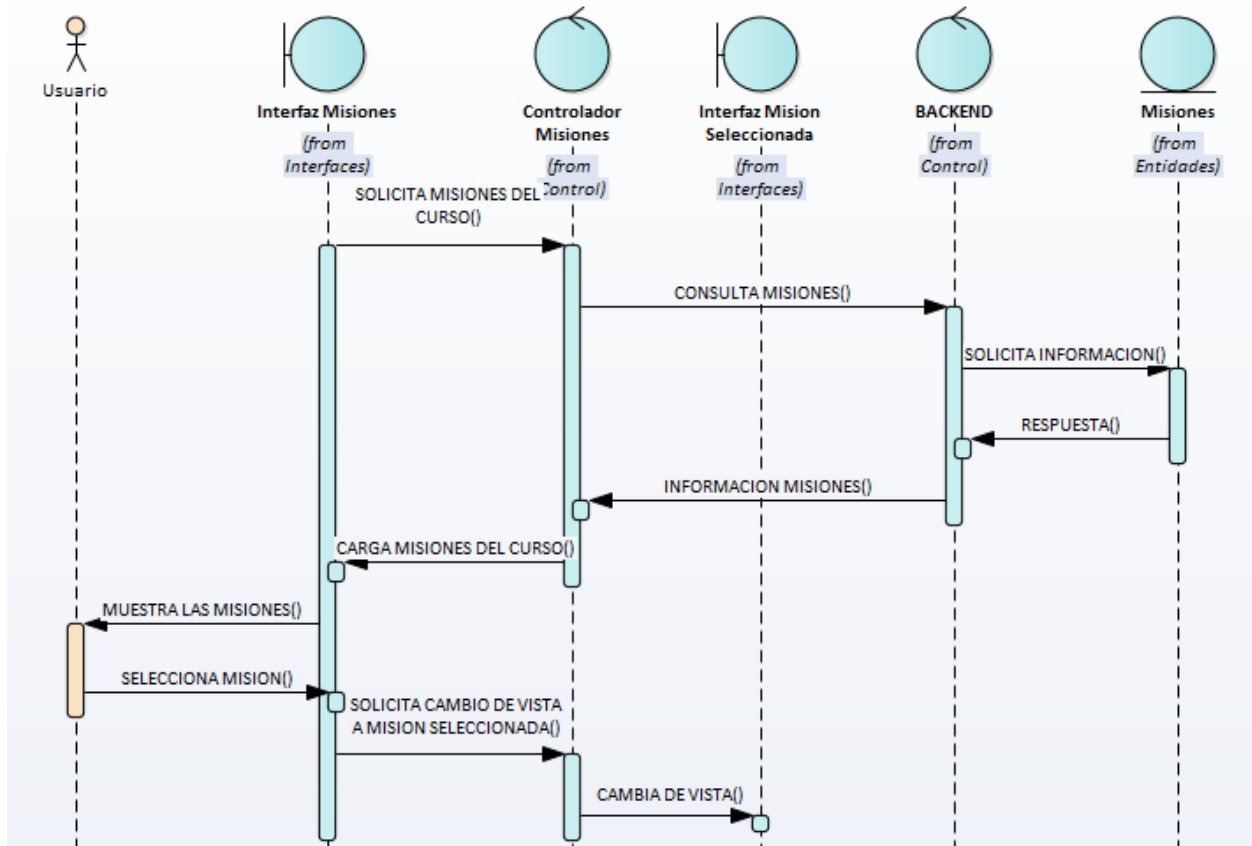 Usuario
Interfaz Misiones
(from
Interfaces)
Controlador
Misiones
(from
Control)
Interfaz Mision
Seleccionada
(from
Interfaces)
BACKEND
(from
Control)
Misiones
(from
Entidades)
SOLICITA MISIONES DEL
CURSO()
CONSULTA MISIONES()
SOLICITA INFORMACION()
RESPUESTA()
INFORMACION MISIONES()
CARGA MISIONES DEL CURSO()
MUESTRA LAS MISIONES()
SELECCIONA MISION()
SOLICITA CAMBIO DE VISTA
A MISION SELECCIONADA()
CAMBIA DE VISTA()